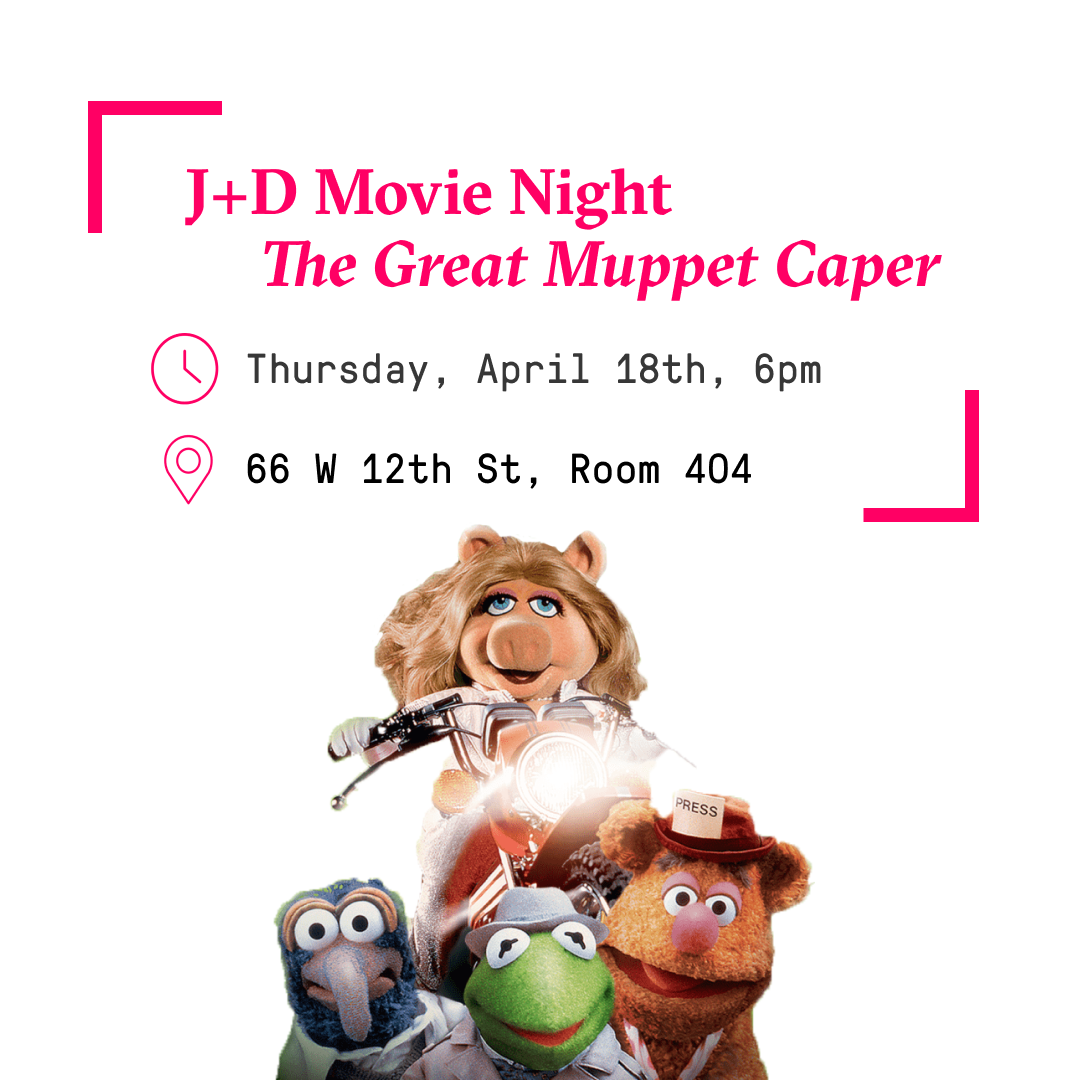 J+D Movie Night
The Great Muppet Caper
Thursday, April 18th, 6pm
66 W 12th St, Room 404
PRESS